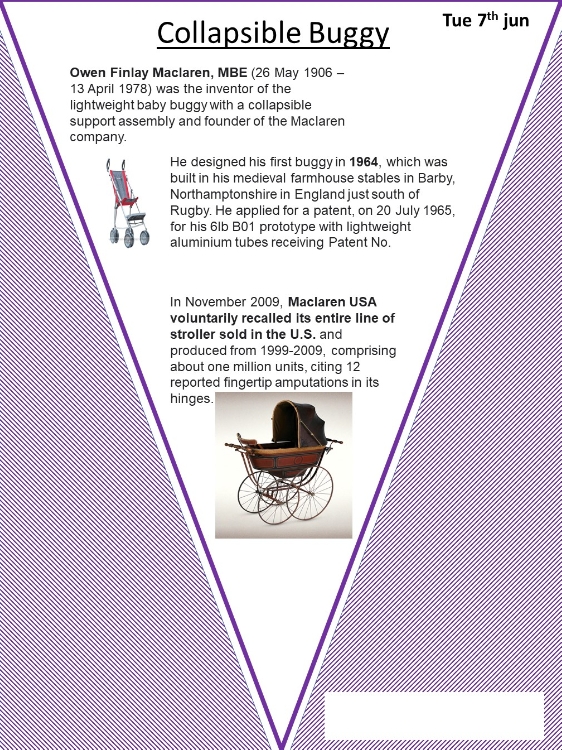 Collapsible Buggy
Tue 7th jun
Owen Finlay Maclaren, MBE (26 May 1906 –
13 April 1978) was the inventor of the
lightweight baby buggy with a collapsible
support assembly and founder of the Maclaren
company.
He designed his first buggy in 1964, which was
built in his medieval farmhouse stables in Barby,
Northamptonshire in England just south of
Rugby. He applied for a patent, on 20 July 1965,
for his 6lb B01 prototype with lightweight
aluminium tubes receiving Patent No.
In November 2009, Maclaren USA
voluntarily recalled its entire line of
stroller sold in the U.S. and
produced from 1999-2009, comprising
about one million units, citing 12
reported fingertip amputations in its
hinges.